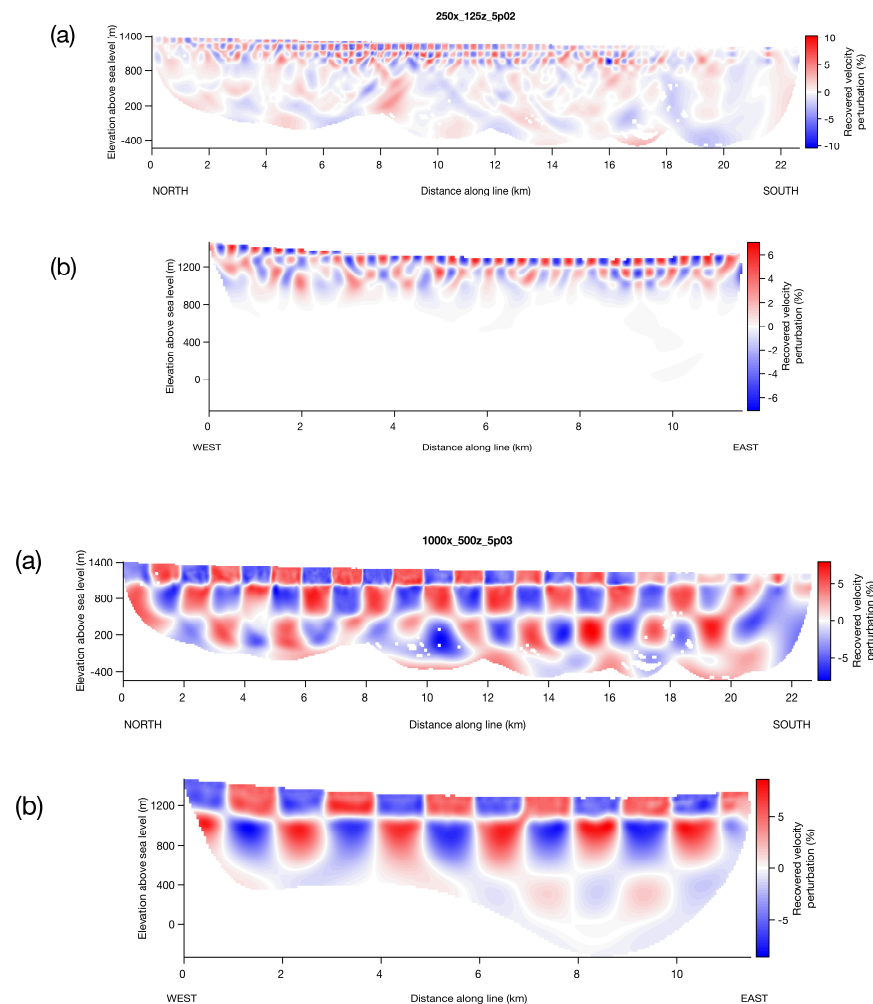 250x_125z_5p02
(a)
Elevation above sea level (m)
1400
800
200
-400
0 2 4 6 8 10 12 14 16 18 20 22
NORTH Distance along line (km) SOUTH
10
5
0
-5
-10
Recovered velocity
perturbation (%)
(b)
Elevation above sea level (m)
1200
800
400
0
0 2 4 6 8 10
WEST Distance along line (km) EAST
6
4
2
0
-2
-4
-6
Recovered velocity
perturbation (%)
1000x_500z_5p03
(a)
Elevation above sea level (m)
1400
800
200
-400
0 2 4 6 8 10 12 14 16 18 20 22
NORTH Distance along line (km) SOUTH
5
0
-5
Recovered velocity
perturbation (%)
(b)
Elevation above sea level (m)
1200
800
400
0
0 2 4 6 8 10
WEST Distance along line (km) EAST
5
0
-5
Recovered velocity
perturbation (%)